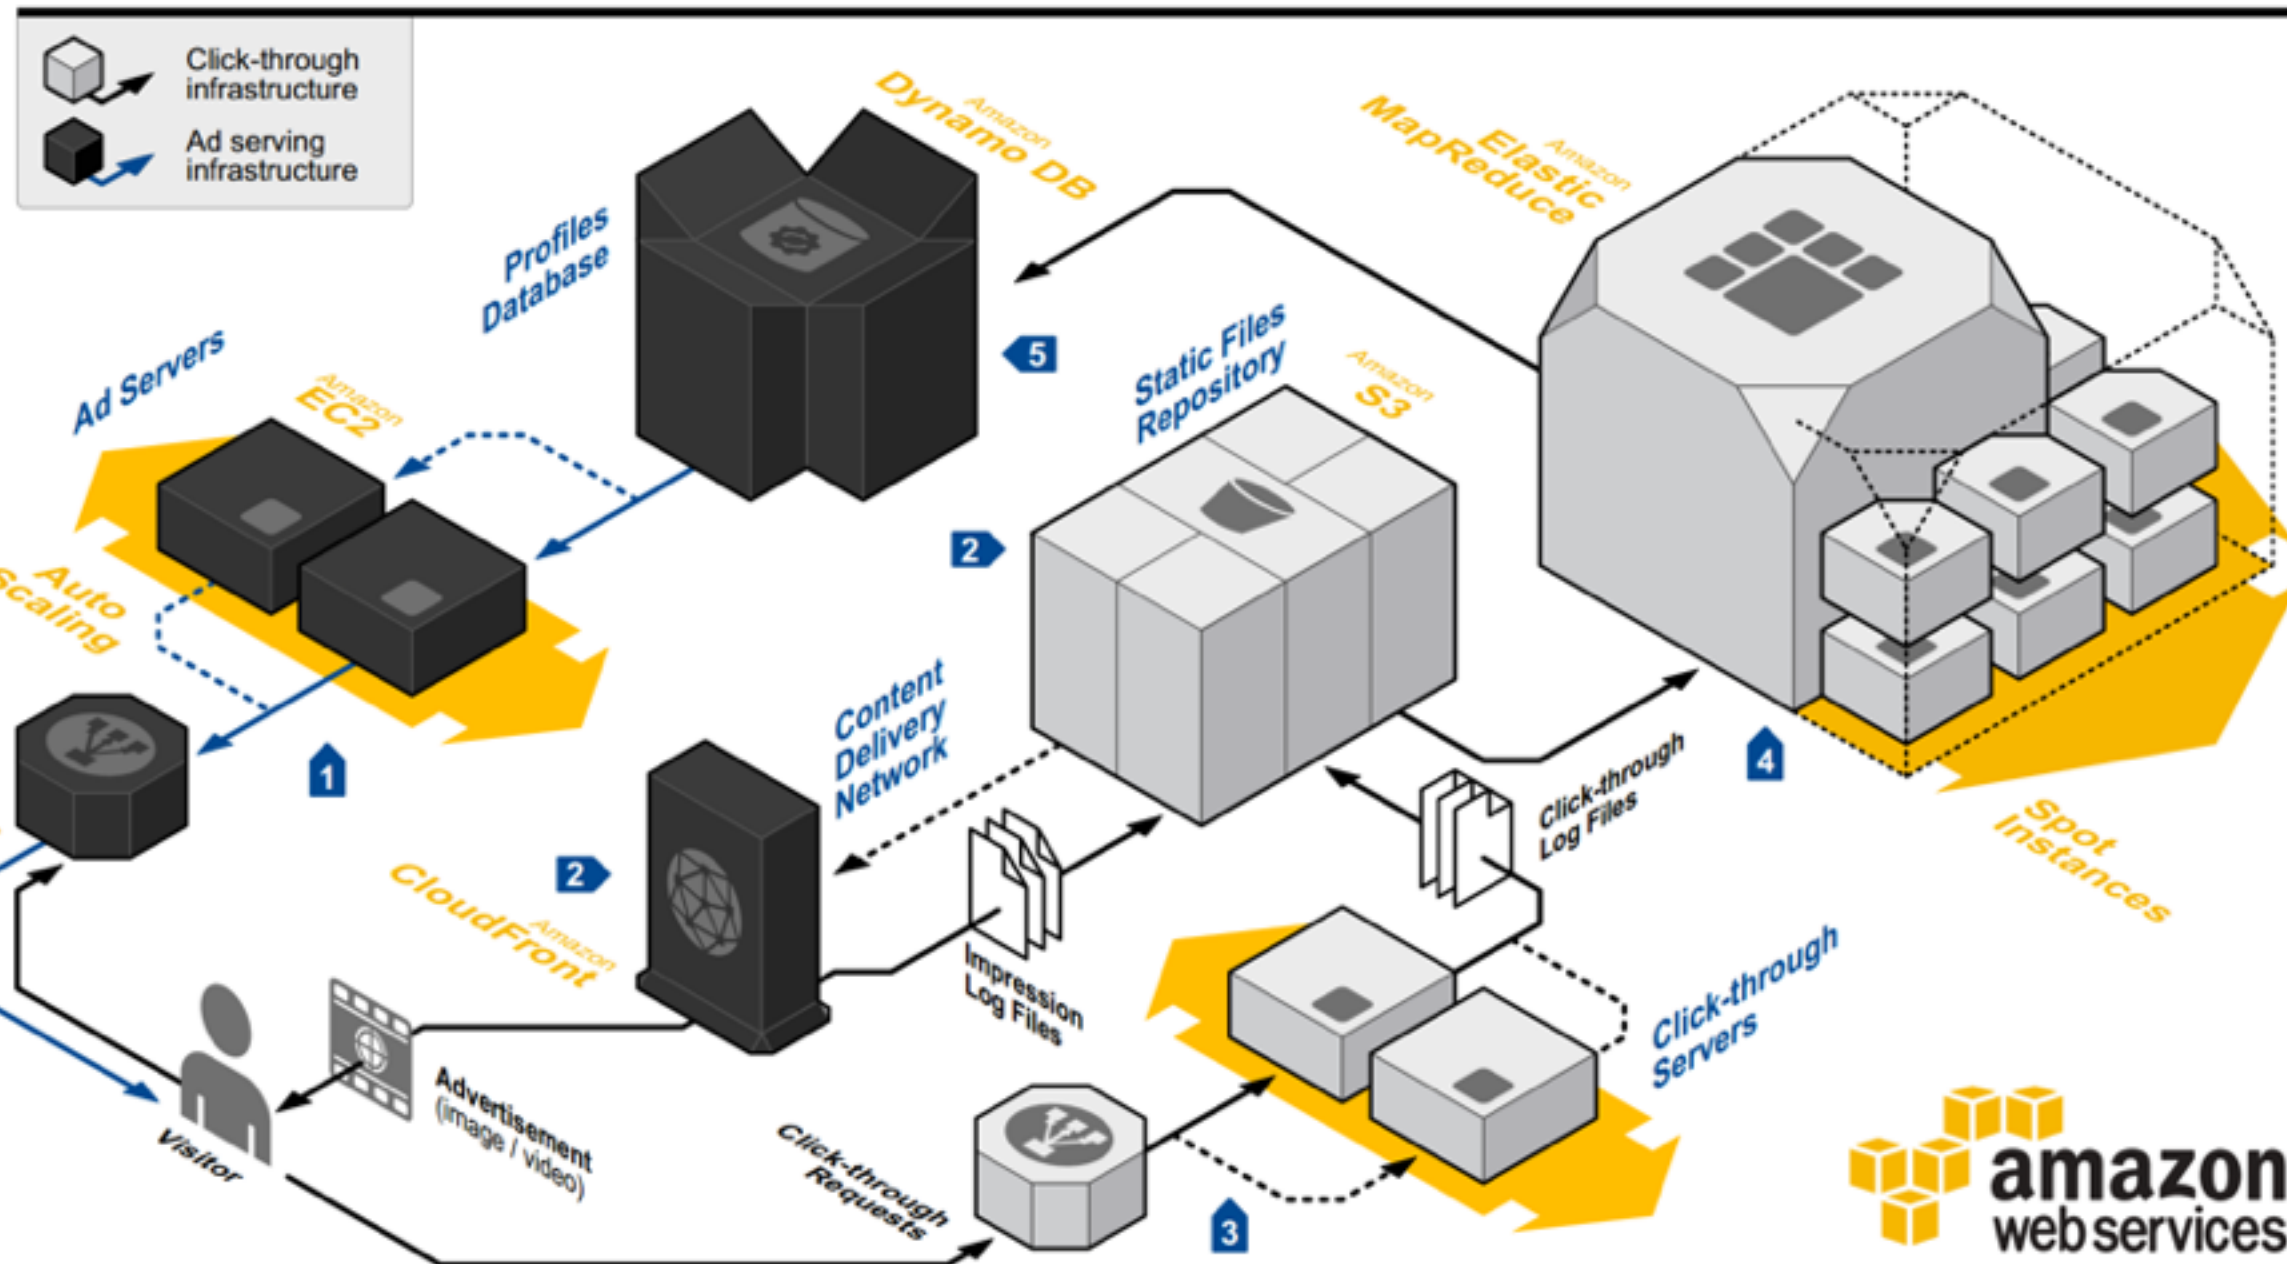 Click-through
infrastructure
Ad serving
infrastructure
Amazon
Dynamo DB
Profiles
Database
5
Amazon
Elastic
MapReduce
Ad Servers
Amazon
EC2
Static Files
Repository
Amazon
S3
2
Auto
scaling
1
Content
Delivery
Network
2
Amazon
CloudFront
Impression
Log Files
Click-through
Log Files
4
Spot
Instances
Click-through
Servers
Visitor
Advertisement
(image / video)
Click-through
Requests
3
amazon
web services